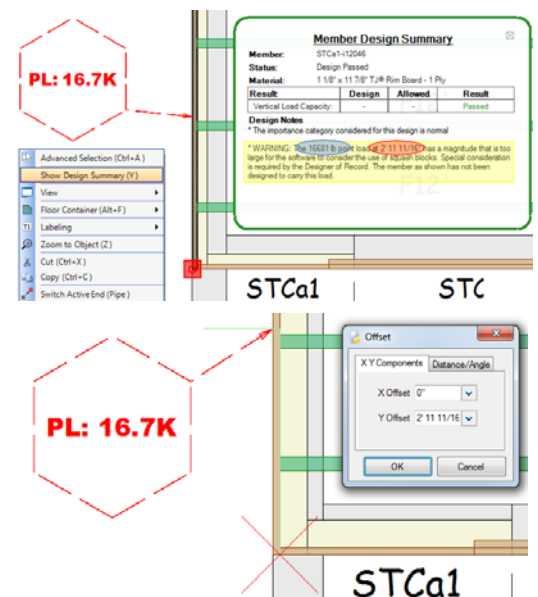 Member Design Summary
Member: STCa1-i12046
Status: Design Passed
Material: 1 1/8" x 11 7/8" TJ® Rim Board - 1 Ply
Result: Design Allowed Result
Vertical Load Capacity: - - Passed
Design Notes
* The importance category considered for this design is normal
* WARNING: The 16681 lb point load at 2' 11 11/16" has a magnitude that is too
large for the software to consider the use of squash blocks. Special consideration
is required by the Designer of Record. The member as shown has not been
designed to carry this load.
F12
PL: 16.7K
Advanced Selection (Ctrl+A)
Show Design Summary (Y)
View
Floor Container (Alt+F)
Labeling
Zoom to Object (Z)
Cut (Ctrl+X)
Copy (Ctrl+C)
Switch Active End (Pipe)
STCa1
STC
PL: 16.7K
Offset
X Y Components Distance/Angle
X Offset 0"
Y Offset 2' 11 11/16
OK Cancel
STCa1